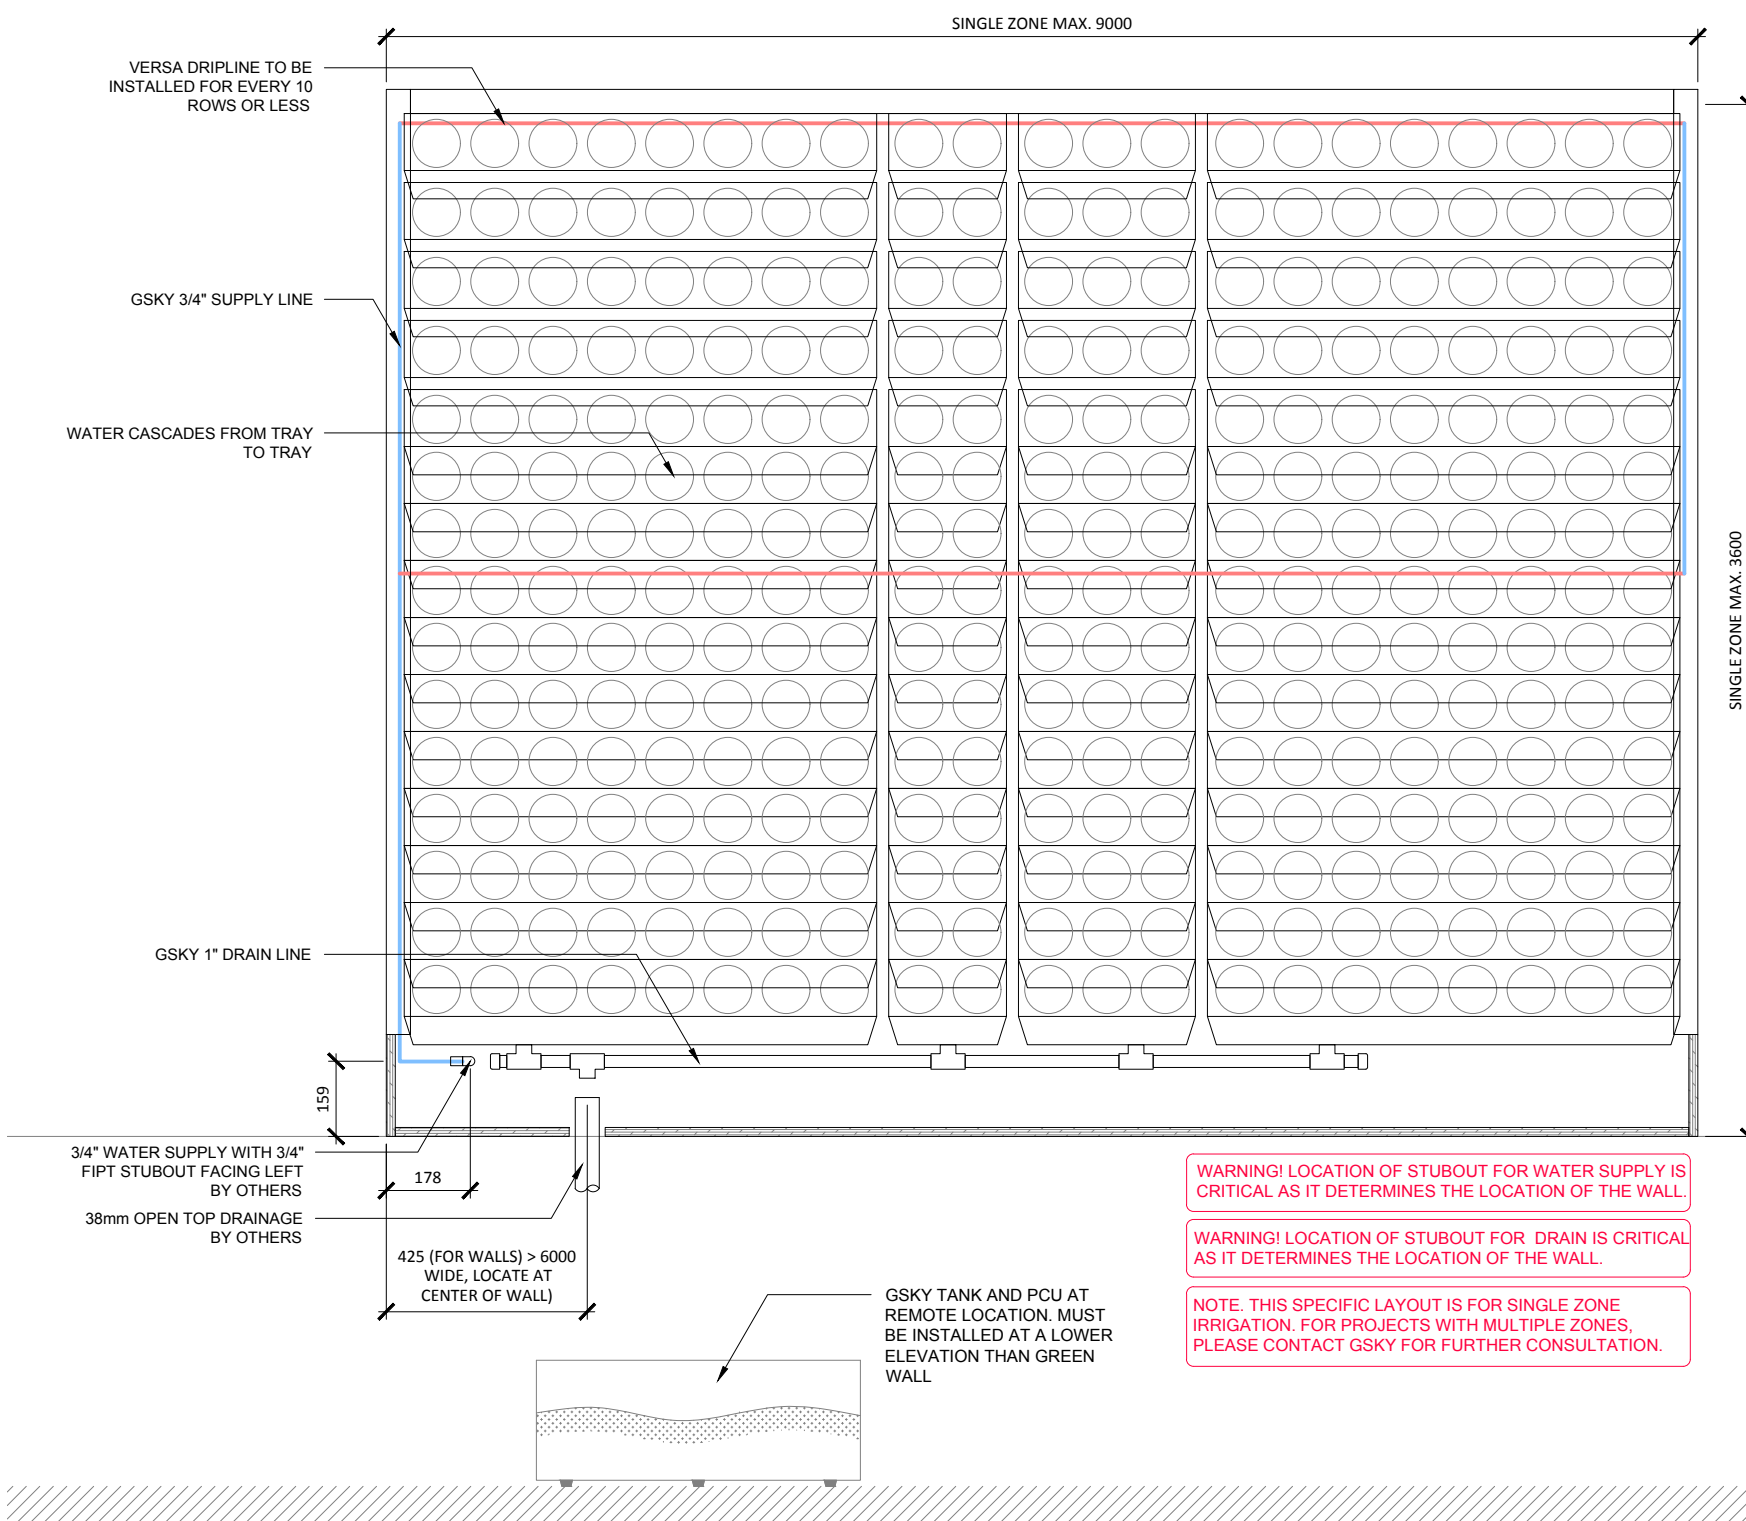 SINGLE ZONE MAX. 9000
VERSA DRIPLINE TO BE
INSTALLED FOR EVERY 10
ROWS OR LESS
GSKY 3/4" SUPPLY LINE
WATER CASCADES FROM TRAY
TO TRAY
SINGLE ZONE MAX. 3600
GSKY 1" DRAIN LINE
159
3/4" WATER SUPPLY WITH 3/4"
FIPT STUBOUT FACING LEFT
BY OTHERS
178
38mm OPEN TOP DRAINAGE
BY OTHERS
425 (FOR WALLS) > 6000
WIDE, LOCATE AT
CENTER OF WALL)
GSKY TANK AND PCU AT
REMOTE LOCATION. MUST
BE INSTALLED AT A LOWER
ELEVATION THAN GREEN
WALL
WARNING! LOCATION OF STUBOUT FOR WATER SUPPLY IS
CRITICAL AS IT DETERMINES THE LOCATION OF THE WALL.
WARNING! LOCATION OF STUBOUT FOR DRAIN IS CRITICAL
AS IT DETERMINES THE LOCATION OF THE WALL.
NOTE. THIS SPECIFIC LAYOUT IS FOR SINGLE ZONE
IRRIGATION. FOR PROJECTS WITH MULTIPLE ZONES,
PLEASE CONTACT GSKY FOR FURTHER CONSULTATION.